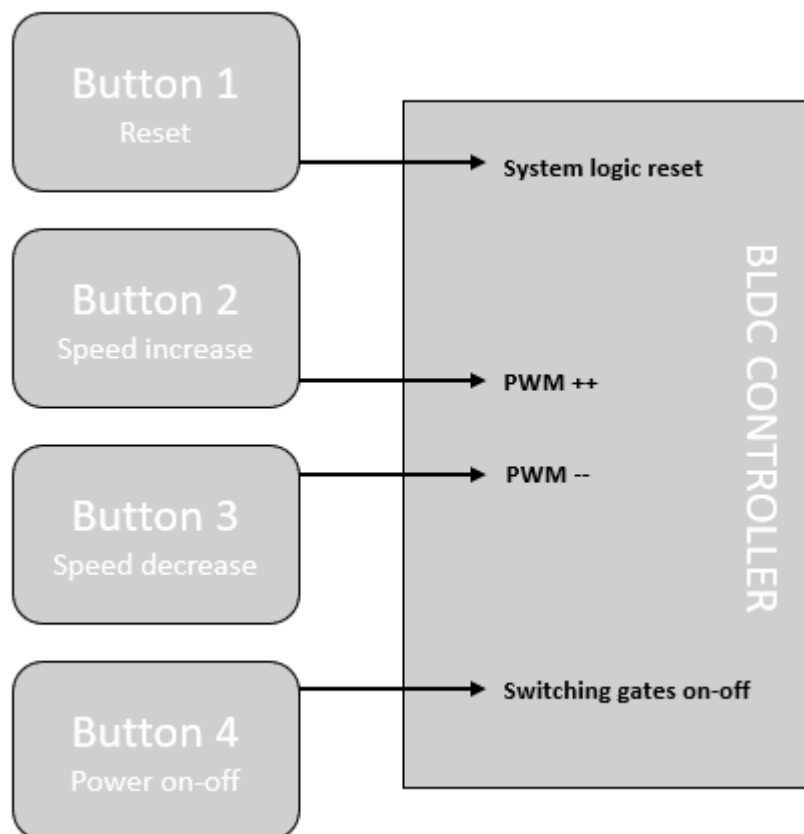 Button 1
Reset
System logic reset
Button 2
Speed increase
PWM ++
Button 3
Speed decrease
PWM --
Button 4
Power on-off
Switching gates on-off
BLDC CONTROLLER